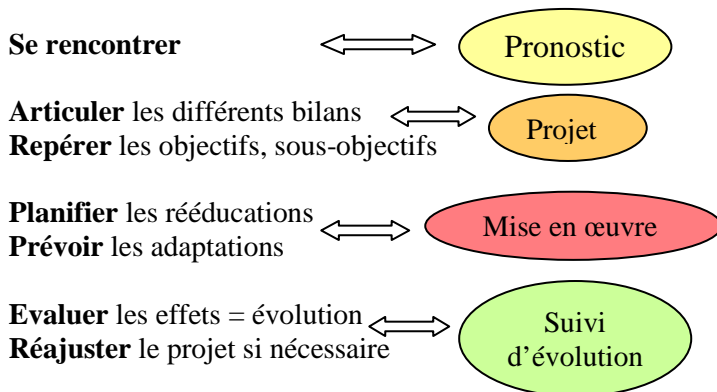 Se rencontrer
Pronostic
Articuler les différents bilans
Repérer les objectifs, sous-objectifs
Projet
Planifier les rééducations
Prévoir les adaptations
Mise en œuvre
Evaluer les effets = évolution
Réajuster le projet si nécessaire
Suivi
d’évolution